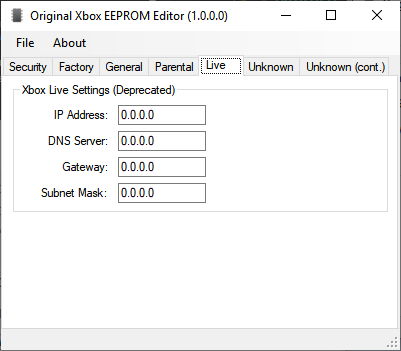 Original Xbox EEPROM Editor (1.0.0.0)
File About
Security Factory General Parental Live Unknown Unknown (cont.)
Xbox Live Settings (Deprecated)
IP Address: 0.0.0.0
DNS Server: 0.0.0.0
Gateway: 0.0.0.0
Subnet Mask: 0.0.0.0